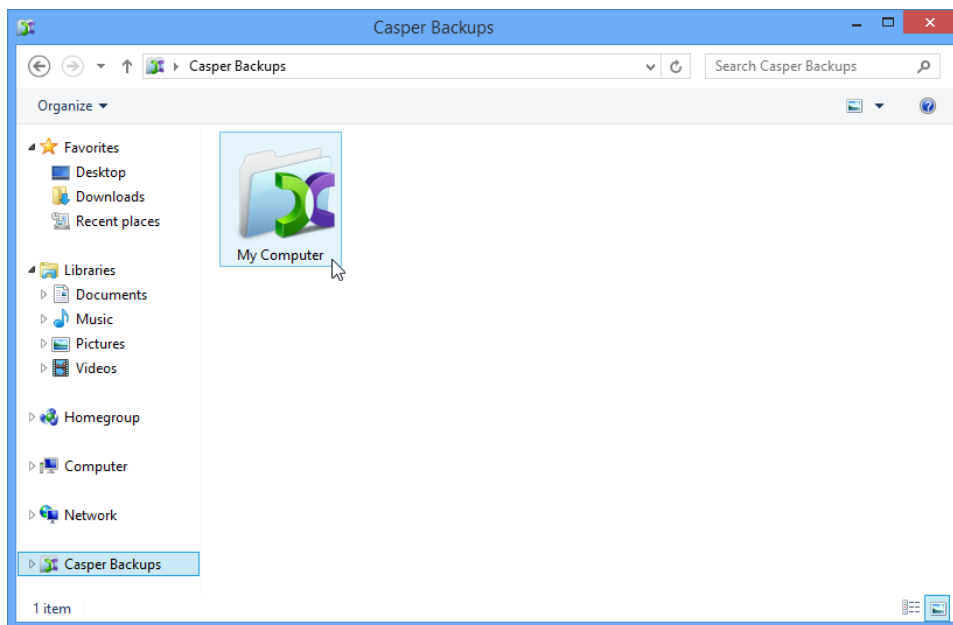 Casper Backups
Casper Backups
Search Casper Backups
Organize
Favorites
Desktop
Downloads
Recent places
Libraries
Documents
Music
Pictures
Videos
Homegroup
Computer
Network
Casper Backups
My Computer
1 item